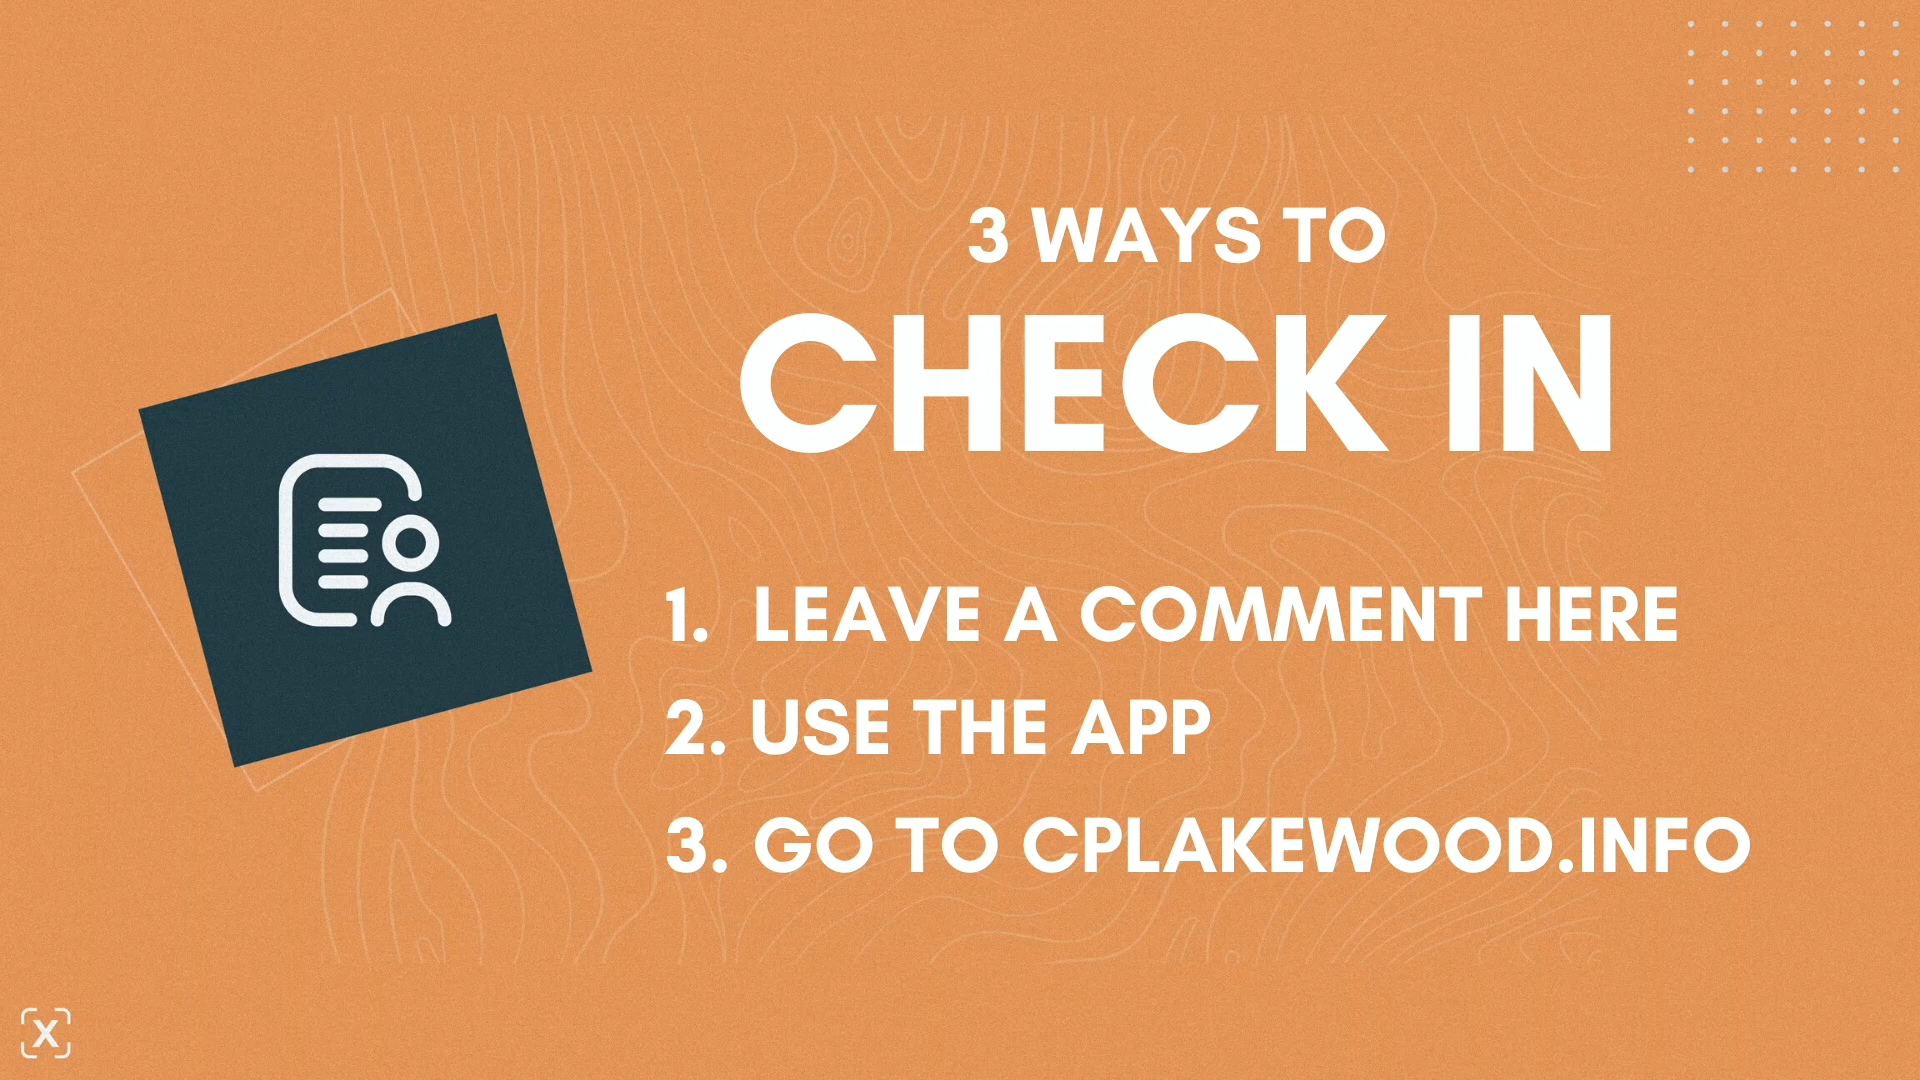 3 WAYS TO
CHECK IN
1. LEAVE A COMMENT HERE
2. USE THE APP
3. GO TO CPLAKEWOOD.INFO
X